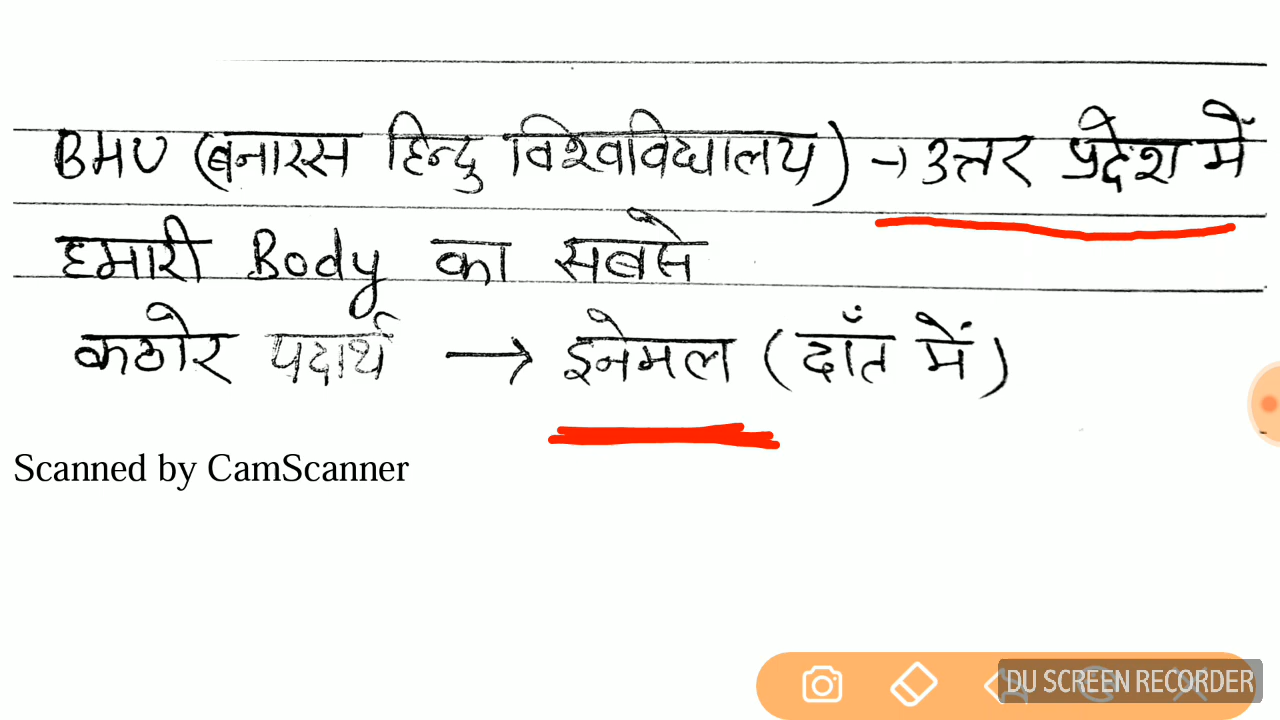 BHU (बनारस हिन्दु विश्वविद्यालय) → उत्तर प्रदेश में
हमारी Body का सबसे
कठोर पदार्थ → इनेमल (दाँत में)
Scanned by CamScanner
DU SCREEN RECORDER